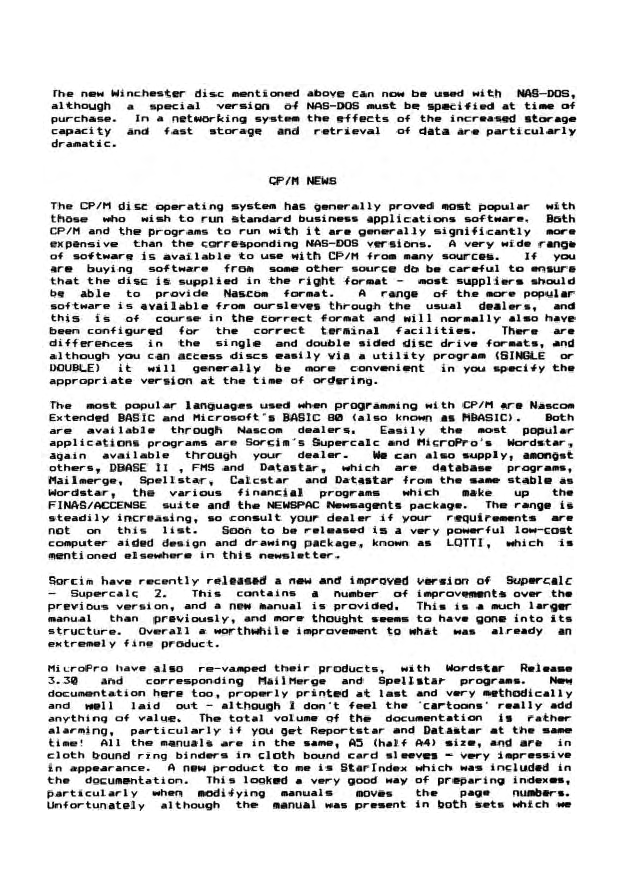 The new Winchester disc mentioned above can now be used with NAS-DOS,
although a special version of NAS-DOS must be specified at time of
purchase. In a networking system the effects of the increased storage
capacity and fast storage and retrieval of data are particularly
dramatic.
CP/M NEWS
The CP/M disc operating system has generally proved most popular with
those who wish to run standard business applications software. Both
CP/M and the programs to run with it are generally significantly more
expensive than the corresponding NAS-DOS versions. A very wide range
of software is available to use with CP/M from many sources. If you
are buying software from some other source do be careful to ensure
that the disc is supplied in the right format - most suppliers should
be able to provide Nascom format. A range of the more popular
software is available from oursleves through the usual dealers, and
this is of course in the correct format and will normally also have
been configured for the correct terminal facilities. There are
differences in the single and double sided disc drive formats, and
although you can access discs easily via a utility program (SINGLE or
DOUBLE) it will generally be more convenient in you specify the
appropriate version at the time of ordering.
The most popular languages used when programming with CP/M are Nascom
Extended BASIC and Microsoft's BASIC 80 (also known as MBASIC). Both
are available through Nascom dealers. Easily the most popular
applications programs are Sorcim's Supercalc and MicroPro's Wordstar,
again available through your dealer. We can also supply, amongst
others, DBASE II , FMS and Datastar, which are database programs,
Mailmerge, Spellstar, Calcstar and Datastar from the same stable as
Wordstar, the various financial programs which make up the
FINAS/ACCENSE suite and the NEWSPAC Newsagents package. The range is
steadily increasing, so consult your dealer if your requirements are
not on this list. Soon to be released is a very powerful low-cost
computer aided design and drawing package, known as LOTTI, which is
mentioned elsewhere in this newsletter.
Sorcim have recently released a new and improved version of Supercalc
- Supercalc 2. This contains a number of improvements over the
previous version, and a new manual is provided. This is a much larger
manual than previously, and more thought seems to have gone into its
structure. Overall a worthwhile improvement to what was already an
extremely fine product.
MicroPro have also re-vamped their products, with Wordstar Release
3.30 and corresponding MailMerge and Spellstar programs. New
documentation here too, properly printed at last and very methodically
and well laid out - although I don't feel the 'cartoons' really add
anything of value. The total volume of the documentation is rather
alarming, particularly if you get Reportstar and Datastar at the same
time! All the manuals are in the same, A5 (half A4) size, and are in
cloth bound ring binders in cloth bound card sleeves - very impressive
in appearance. A new product to me is StarIndex which was included in
the documentation. This looked a very good way of preparing indexes,
particularly when modifying manuals moves the page numbers.
Unfortunately although the manual was present in both sets which we